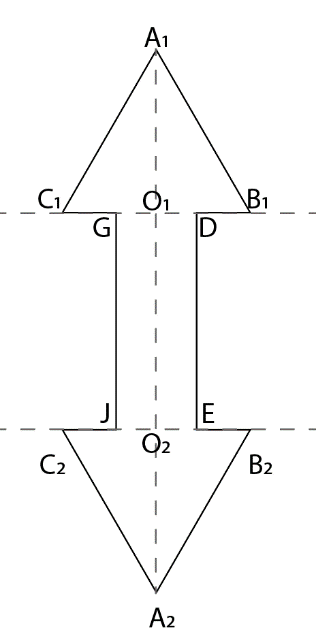 A₁
C₁ O₁ B₁
G D
J E
O₂
C₂ B₂
A₂